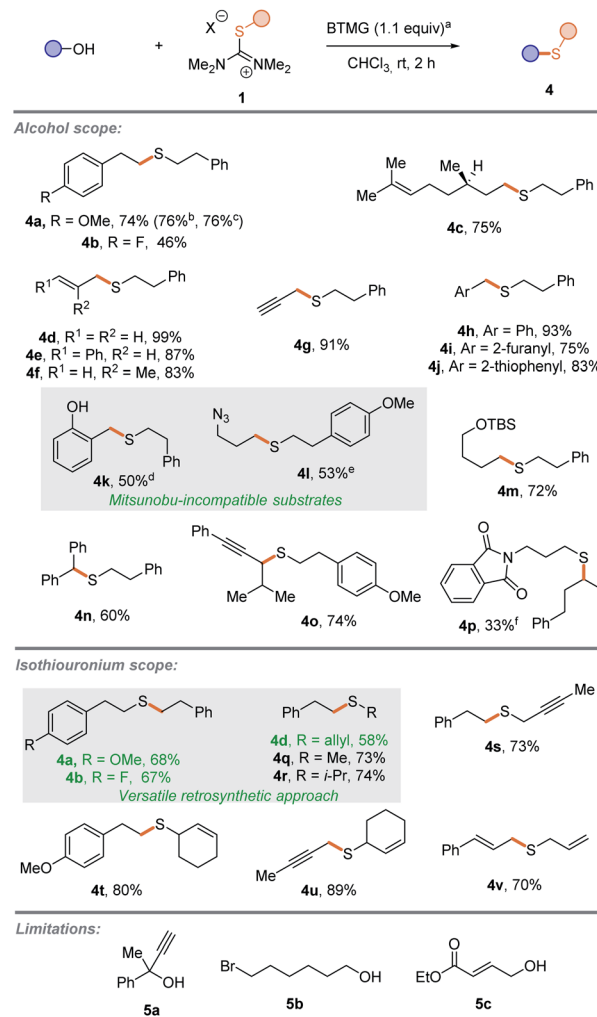 OH
+
X⊖
S
Me₂N
NMe₂
⊕
1
BTMG (1.1 equiv)ᵃ
CHCl₃, rt, 2 h
S
4
Alcohol scope:
R
S
Ph
4a, R = OMe, 74% (76%ᵇ, 76%ᶜ)
4b, R = F, 46%
Me
Me
Me
H
S
Ph
4c, 75%
R¹
R²
S
Ph
4d, R¹ = R² = H, 99%
4e, R¹ = Ph, R² = H, 87%
4f, R¹ = H, R² = Me, 83%
S
Ph
4g, 91%
Ar
S
Ph
4h, Ar = Ph, 93%
4i, Ar = 2-furanyl, 75%
4j, Ar = 2-thiophenyl, 83%
OH
S
Ph
4k, 50%ᵈ
N₃
S
OMe
4l, 53%ᵉ
Mitsunobu-incompatible substrates
OTBS
S
Ph
4m, 72%
Ph
Ph
S
Ph
4n, 60%
Ph
S
Me
Me
OMe
4o, 74%
O
N
O
S
Ph
4p, 33%ᶠ
Isothiouronium scope:
R
S
Ph
4a, R = OMe, 68%
4b, R = F, 67%
Ph
S
R
4d, R = allyl, 58%
4q, R = Me, 73%
4r, R = i-Pr, 74%
Versatile retrosynthetic approach
Ph
S
Me
4s, 73%
MeO
S
4t, 80%
Me
S
4u, 89%
Ph
S
4v, 70%
Limitations:
Me
Ph
OH
5a
Br
OH
5b
O
EtO
OH
5c